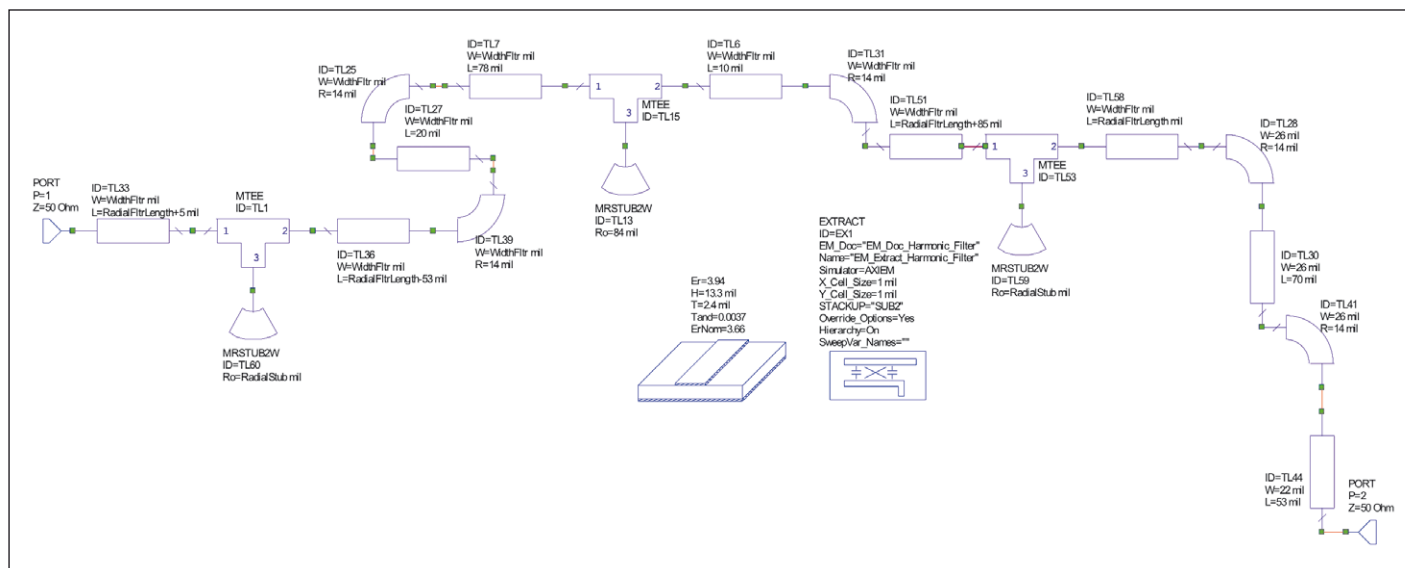 PORT
P=1
Z=50 Ohm
ID=TL33
W=WidthFltr mil
L=RadialFltrLength+5 mil
MTEE
ID=TL1
1
2
3
MRSTUB2W
ID=TL60
Ro=RadialStub mil
ID=TL36
W=WidthFltr mil
L=RadialFltrLength-53 mil
ID=TL39
W=WidthFltr mil
R=14 mil
ID=TL27
W=WidthFltr mil
L=20 mil
ID=TL25
W=WidthFltr mil
R=14 mil
ID=TL7
W=WidthFltr mil
L=78 mil
1
2
3
MTEE
ID=TL15
MRSTUB2W
ID=TL13
Ro=84 mil
ID=TL6
W=WidthFltr mil
L=10 mil
ID=TL31
W=WidthFltr mil
R=14 mil
ID=TL51
W=WidthFltr mil
L=RadialFltrLength+85 mil
1
2
3
MTEE
ID=TL53
MRSTUB2W
ID=TL59
Ro=RadialStub mil
ID=TL58
W=WidthFltr mil
L=RadialFltrLength mil
ID=TL28
W=26 mil
R=14 mil
ID=TL30
W=26 mil
L=70 mil
ID=TL41
W=26 mil
R=14 mil
ID=TL44
W=22 mil
L=53 mil
PORT
P=2
Z=50 Ohm
Er=3.94
H=13.3 mil
T=2.4 mil
Tand=0.0037
ErNom=3.66
EXTRACT
ID=EX1
EM_Doc="EM_Doc_Harmonic_Filter"
Name="EM_Extract_Harmonic_Filter"
Simulator=AXIEM
X_Cell_Size=1 mil
Y_Cell_Size=1 mil
STACKUP="SUB2"
Override_Options=Yes
Hierarchy=On
SweepVar_Names=""